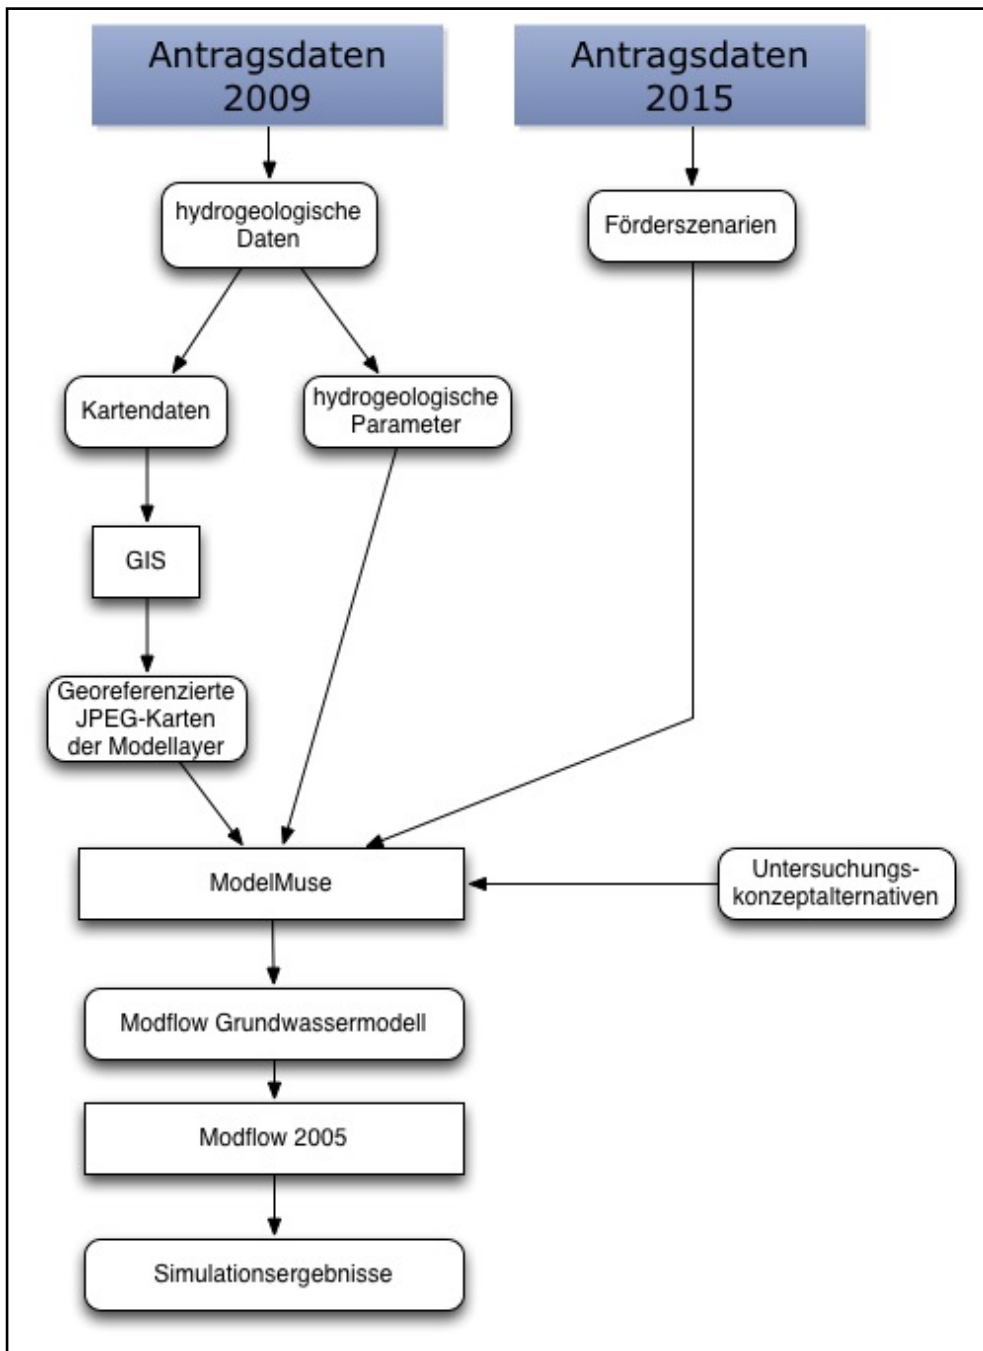 Antragsdaten
2009
Antragsdaten
2015
hydrogeologische
Daten
Förderszenarien
Kartendaten
hydrogeologische
Parameter
GIS
Georeferenzierte
JPEG-Karten
der Modellayer
ModelMuse
Untersuchungs-
konzeptalternativen
Modflow Grundwassermodell
Modflow 2005
Simulationsergebnisse